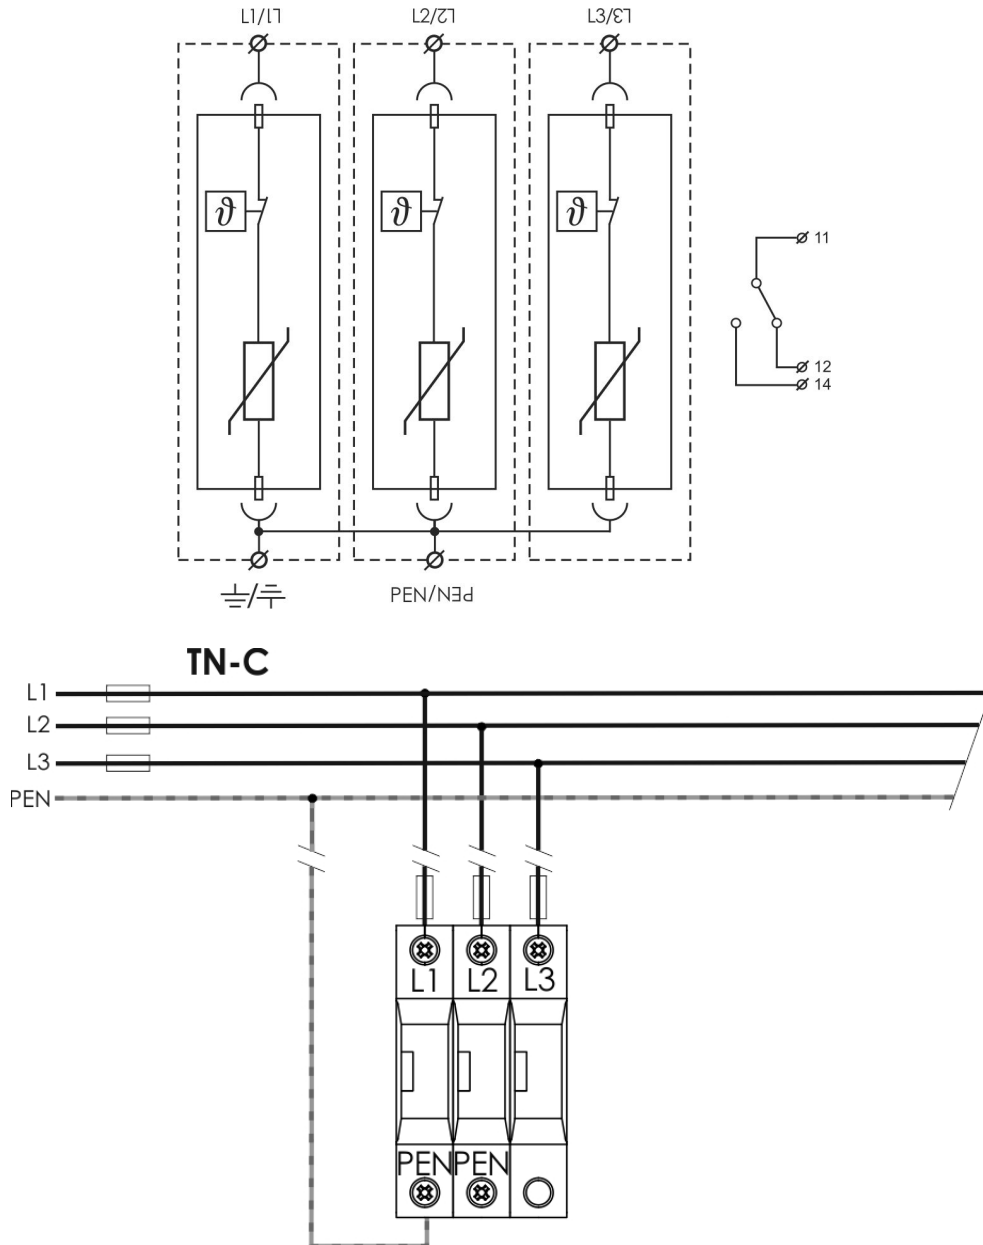 L1/L1 L2/L2 L3/L3
ϑ ϑ ϑ
11
12
14
PEN/PEN
TN-C
L1
L2
L3
PEN
L1 L2 L3
PEN PEN